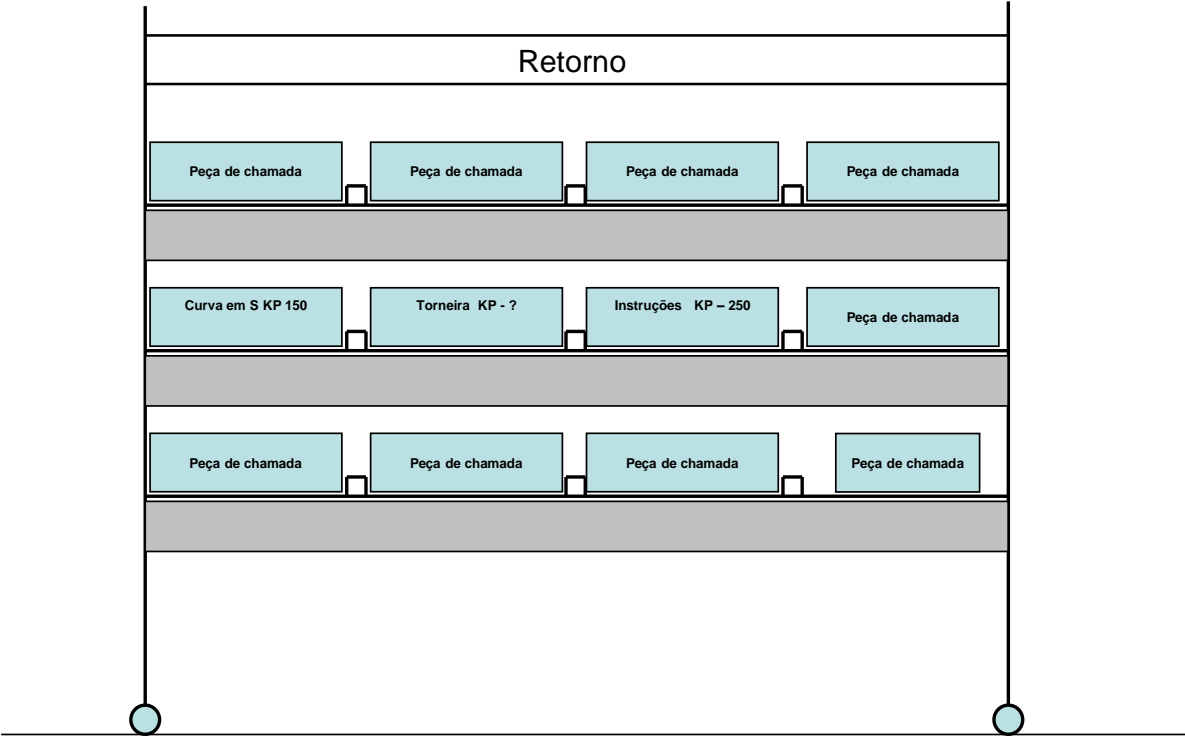 Retorno
Peça de chamada Peça de chamada Peça de chamada Peça de chamada
Curva em S KP 150 Torneira KP - ? Instruções KP – 250 Peça de chamada
Peça de chamada Peça de chamada Peça de chamada Peça de chamada